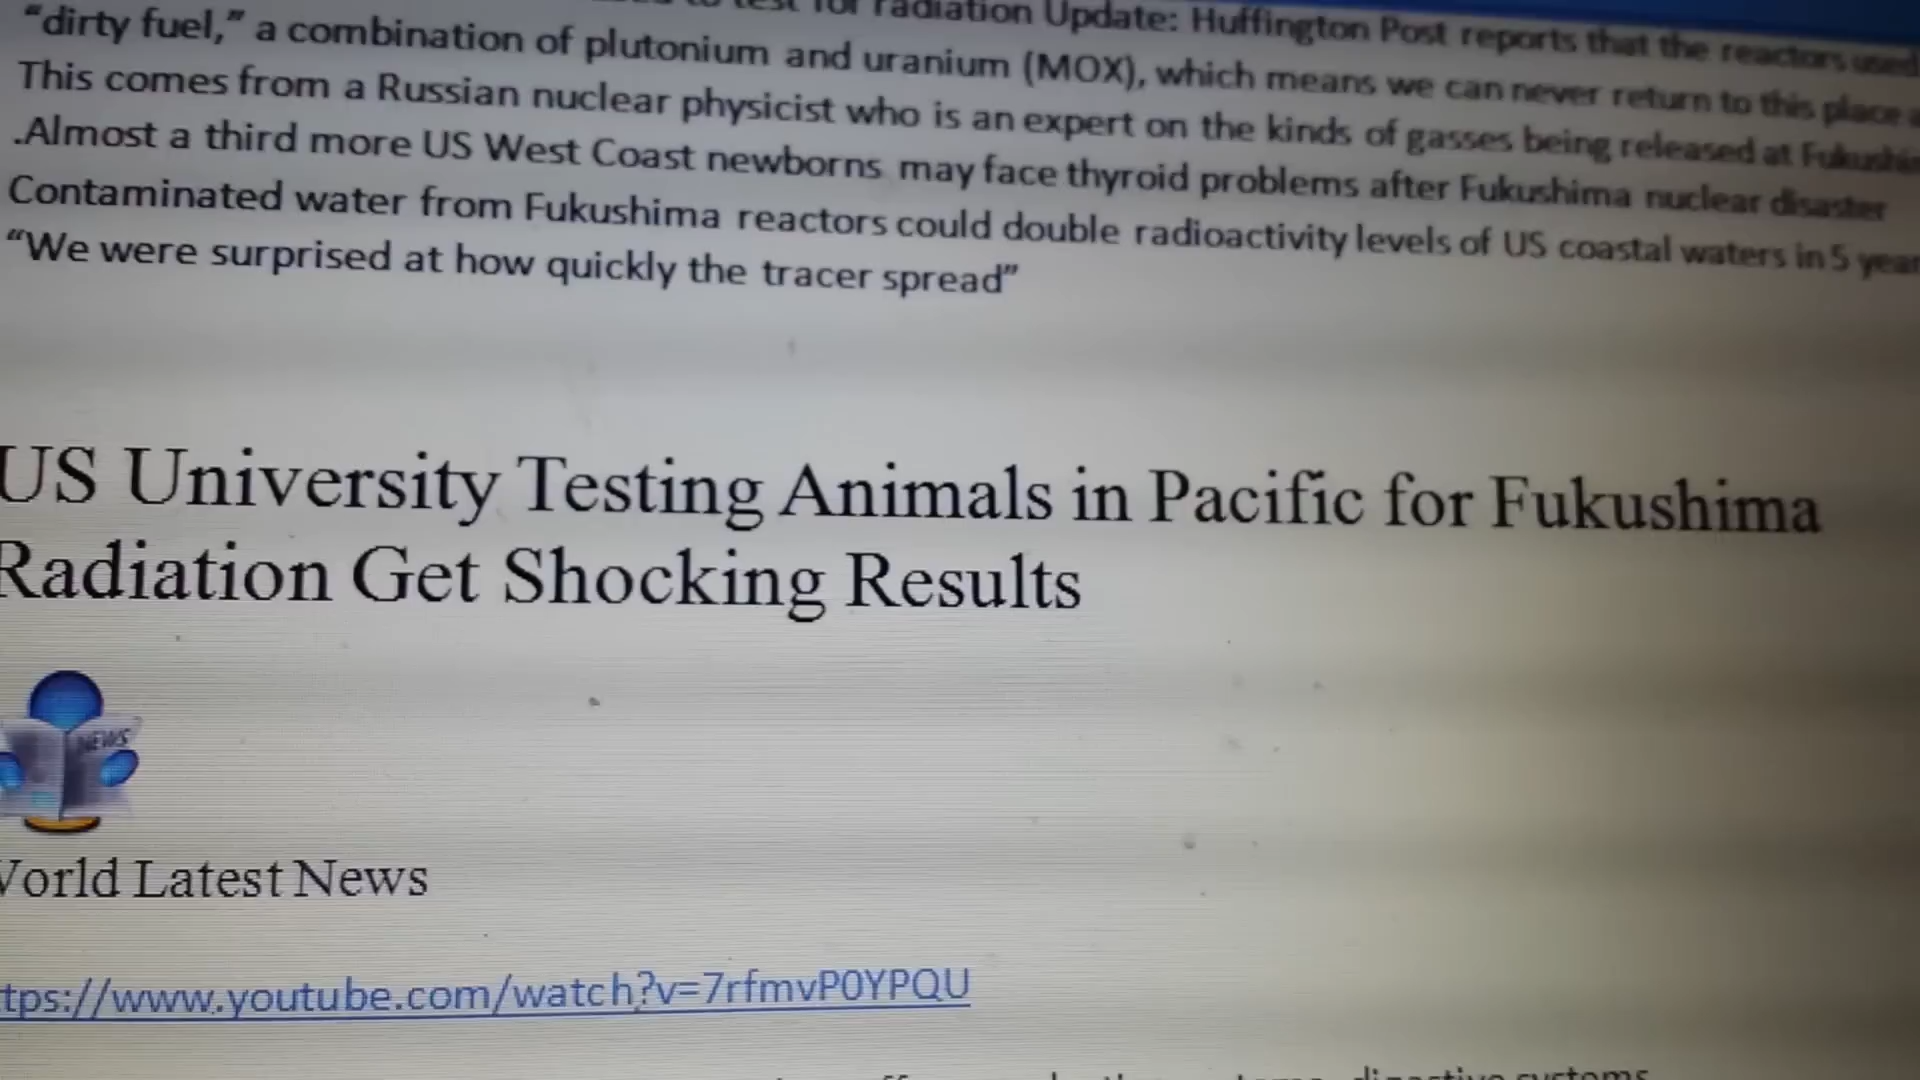 to test for radiation Update: Huffington Post reports that the reactors used
“dirty fuel,” a combination of plutonium and uranium (MOX), which means we can never return to this place
This comes from a Russian nuclear physicist who is an expert on the kinds of gasses being released at
.Almost a third more US West Coast newborns may face thyroid problems after Fukushima nuclear disaster
Contaminated water from Fukushima reactors could double radioactivity levels of US coastal waters in 5
“We were surprised at how quickly the tracer spread”
US University Testing Animals in Pacific for Fukushima
Radiation Get Shocking Results
NEWS
World Latest News
tps://www.youtube.com/watch?v=7rfmvP0YPQU